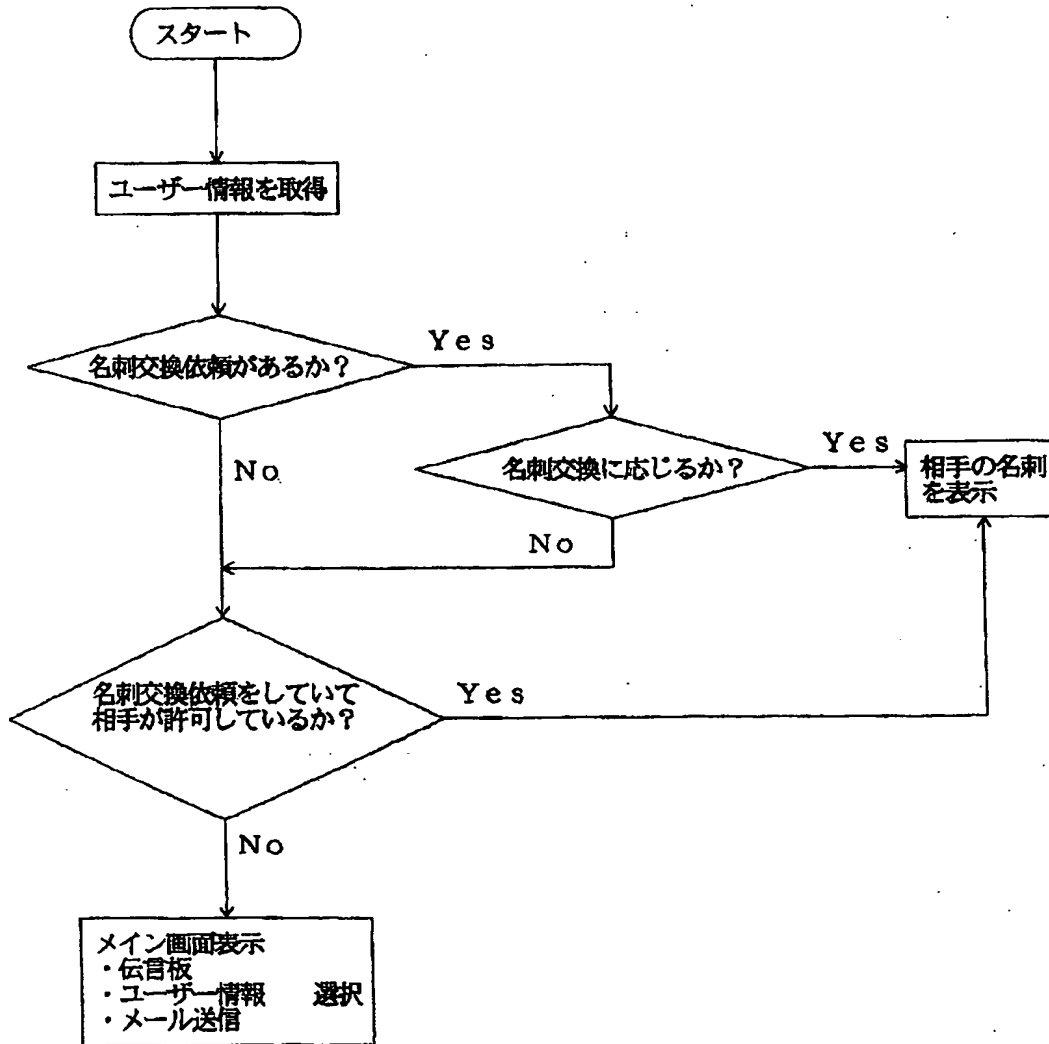 スタート
ユーザー情報を取得
名刺交換依頼があるか？
Yes
No
名刺交換に応じるか？
Yes
No
相手の名刺
を表示
名刺交換依頼をしていて
相手が許可しているか？
Yes
No
メイン画面表示
・伝言板
・ユーザー情報　選択
・メール送信